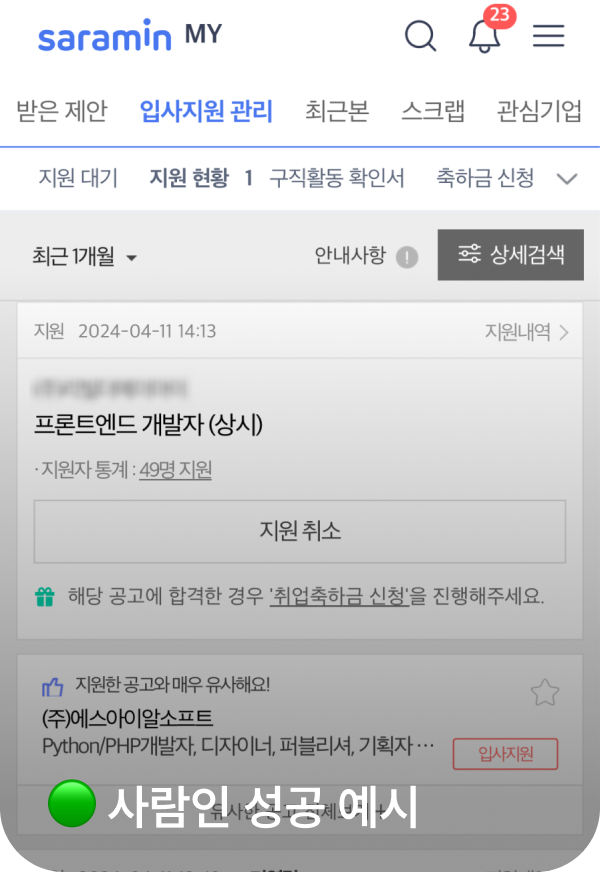 saramin MY
23
받은 제안 입사지원 관리 최근본 스크랩 관심기업
지원 대기 지원 현황 1 구직활동 확인서 축하금 신청
최근 1개월 안내사항 ! 상세검색
지원 2024-04-11 14:13 지원내역
프론트엔드 개발자 (상시)
· 지원자 통계 : 49명 지원
지원 취소
해당 공고에 합격한 경우 '취업축하금 신청'을 진행해주세요.
지원한 공고와 매우 유사해요!
(주)에스아이알소프트
Python/PHP개발자, 디자이너, 퍼블리셔, 기획자 ···
입사지원
사람인 성공 예시